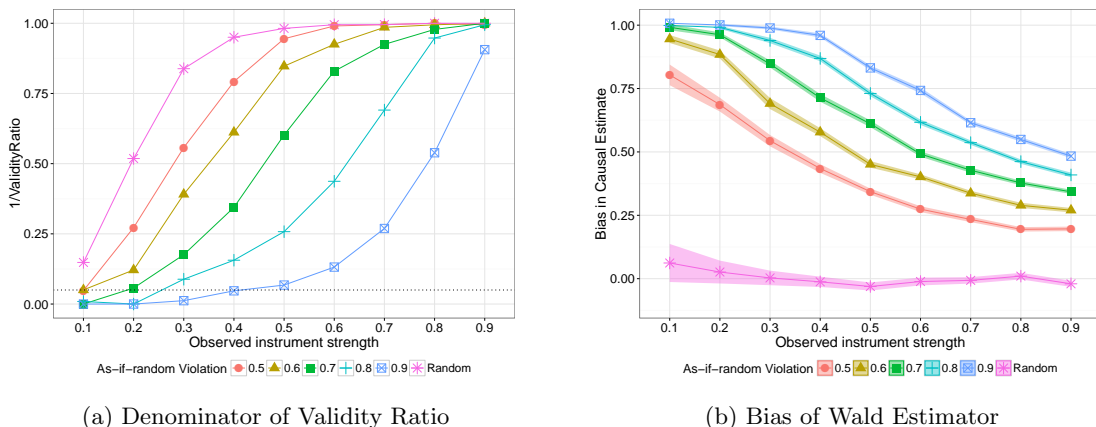 1/ValidityRatio
1.00
0.75
0.50
0.25
0.00
0.1 0.2 0.3 0.4 0.5 0.6 0.7 0.8 0.9
Observed instrument strength
As−if−random Violation 0.5 0.6 0.7 0.8 0.9 Random
(a) Denominator of Validity Ratio
Bias in Causal Estimate
1.00
0.75
0.50
0.25
0.00
0.1 0.2 0.3 0.4 0.5 0.6 0.7 0.8 0.9
Observed instrument strength
As−if−random Violation 0.5 0.6 0.7 0.8 0.9 Random
(b) Bias of Wald Estimator